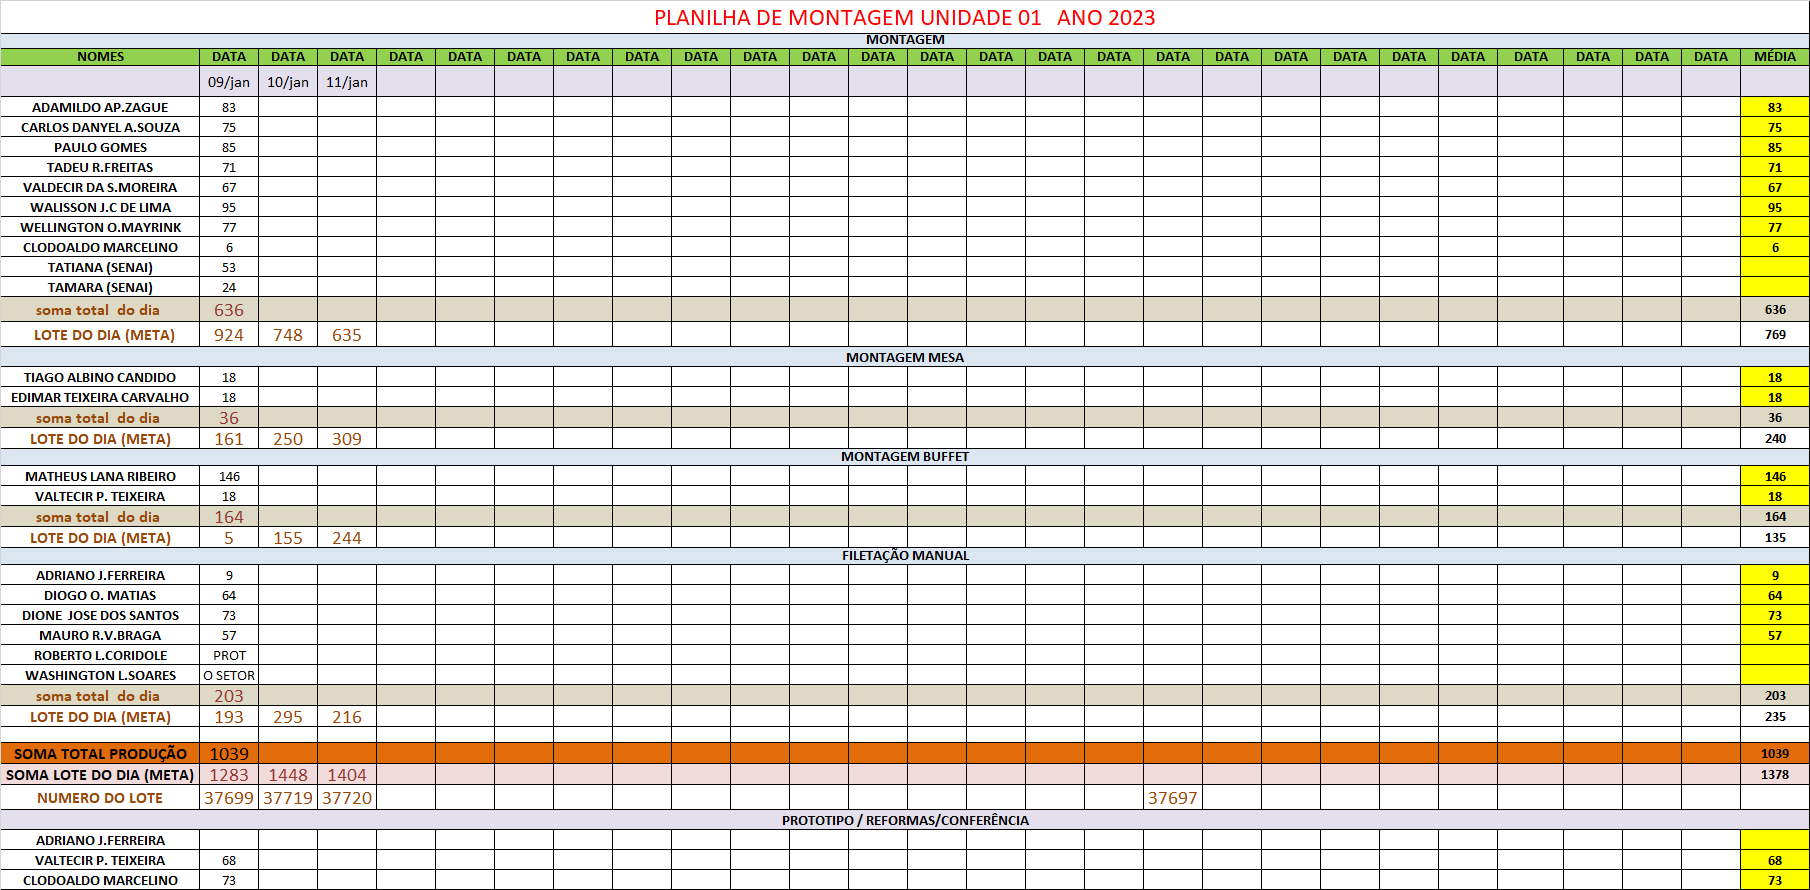 PLANILHA DE MONTAGEM UNIDADE 01 ANO 2023
MONTAGEM
NOMES DATA DATA DATA DATA DATA DATA DATA DATA DATA DATA DATA DATA DATA DATA DATA DATA DATA DATA DATA DATA DATA DATA DATA DATA DATA DATA MÉDIA
09/jan 10/jan 11/jan
ADAMILDO AP.ZAGUE 83 83
CARLOS DANYEL A.SOUZA 75 75
PAULO GOMES 85 85
TADEU R.FREITAS 71 71
VALDECIR DA S.MOREIRA 67 67
WALISSON J.C DE LIMA 95 95
WELLINGTON O.MAYRINK 77 77
CLODOALDO MARCELINO 6 6
TATIANA (SENAI) 53
TAMARA (SENAI) 24
soma total do dia 636 636
LOTE DO DIA (META) 924 748 635 769
MONTAGEM MESA
TIAGO ALBINO CANDIDO 18 18
EDIMAR TEIXEIRA CARVALHO 18 18
soma total do dia 36 36
LOTE DO DIA (META) 161 250 309 240
MONTAGEM BUFFET
MATHEUS LANA RIBEIRO 146 146
VALTECIR P. TEIXEIRA 18 18
soma total do dia 164 164
LOTE DO DIA (META) 5 155 244 135
FILETAÇÃO MANUAL
ADRIANO J.FERREIRA 9 9
DIOGO O. MATIAS 64 64
DIONE JOSE DOS SANTOS 73 73
MAURO R.V.BRAGA 57 57
ROBERTO L.CORIDOLE PROT
WASHINGTON L.SOARES O SETOR
soma total do dia 203 203
LOTE DO DIA (META) 193 295 216 235
SOMA TOTAL PRODUÇÃO 1039 1039
SOMA LOTE DO DIA (META) 1283 1448 1404 1378
NUMERO DO LOTE 37699 37719 37720 37697
PROTOTIPO / REFORMAS/CONFERÊNCIA
ADRIANO J.FERREIRA
VALTECIR P. TEIXEIRA 68 68
CLODOALDO MARCELINO 73 73